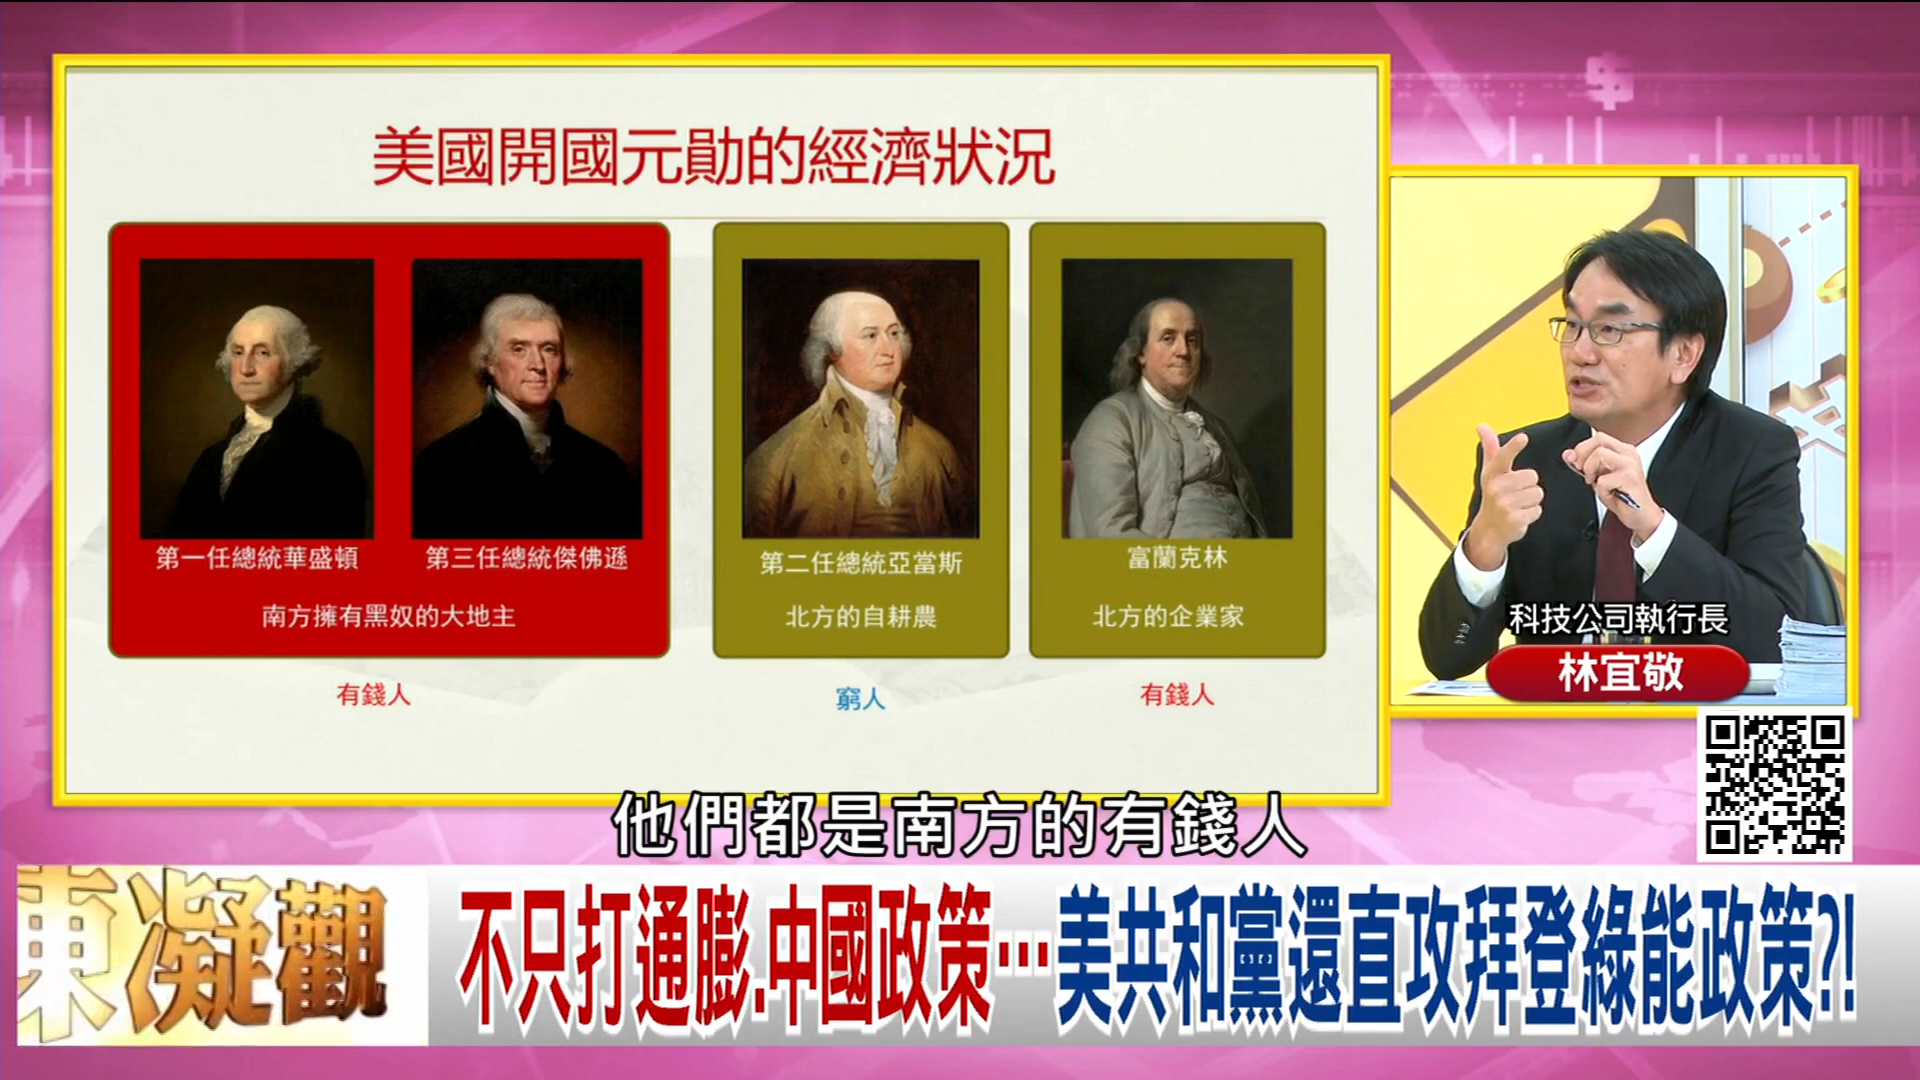 美國開國元勛的經濟狀況
第一任總統華盛頓
第三任總統傑佛遜
南方擁有黑奴的大地主
有錢人
第二任總統亞當斯
北方的自耕農
窮人
富蘭克林
北方的企業家
有錢人
科技公司執行長
林宜敬
他們都是南方的有錢人
東凝觀
不只打通膨.中國政策…美共和黨還直攻拜登綠能政策?!